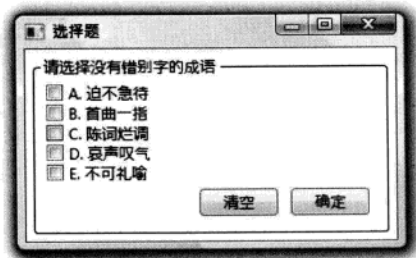 选择题
请选择没有错别字的成语
A. 迫不急待
B. 首曲一指
C. 陈词烂调
D. 哀声叹气
E. 不可礼喻
清空 确定